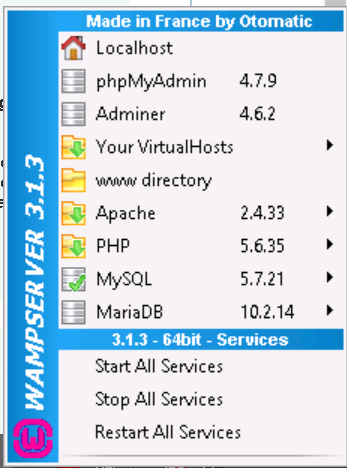 Made in France by Otomatic
Localhost
phpMyAdmin 4.7.9
Adminer 4.6.2
Your VirtualHosts
www directory
Apache 2.4.33
PHP 5.6.35
MySQL 5.7.21
MariaDB 10.2.14
3.1.3 - 64bit - Services
Start All Services
Stop All Services
Restart All Services
WAMPSERVER 3.1.3